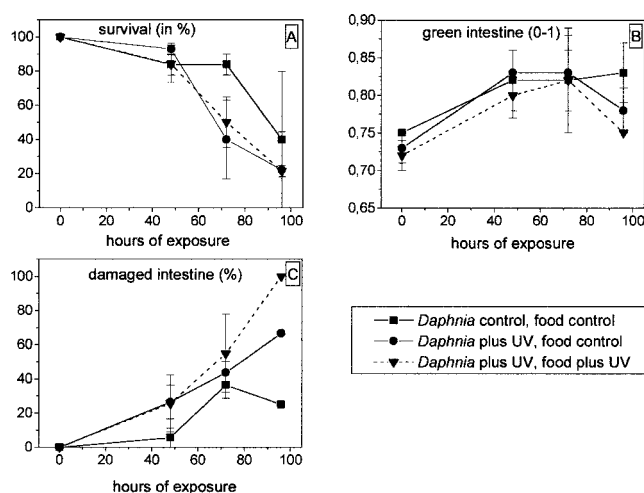 survival (in %)
A
100
80
60
40
20
0
0 20 40 60 80 100
hours of exposure
green intestine (0-1)
B
0,85
0,80
0,75
0,70
0,65
0 20 40 60 80 100
hours of exposure
damaged intestine (%)
C
100
80
60
40
20
0
0 20 40 60 80 100
hours of exposure
Daphnia control, food control
Daphnia plus UV, food control
Daphnia plus UV, food plus UV